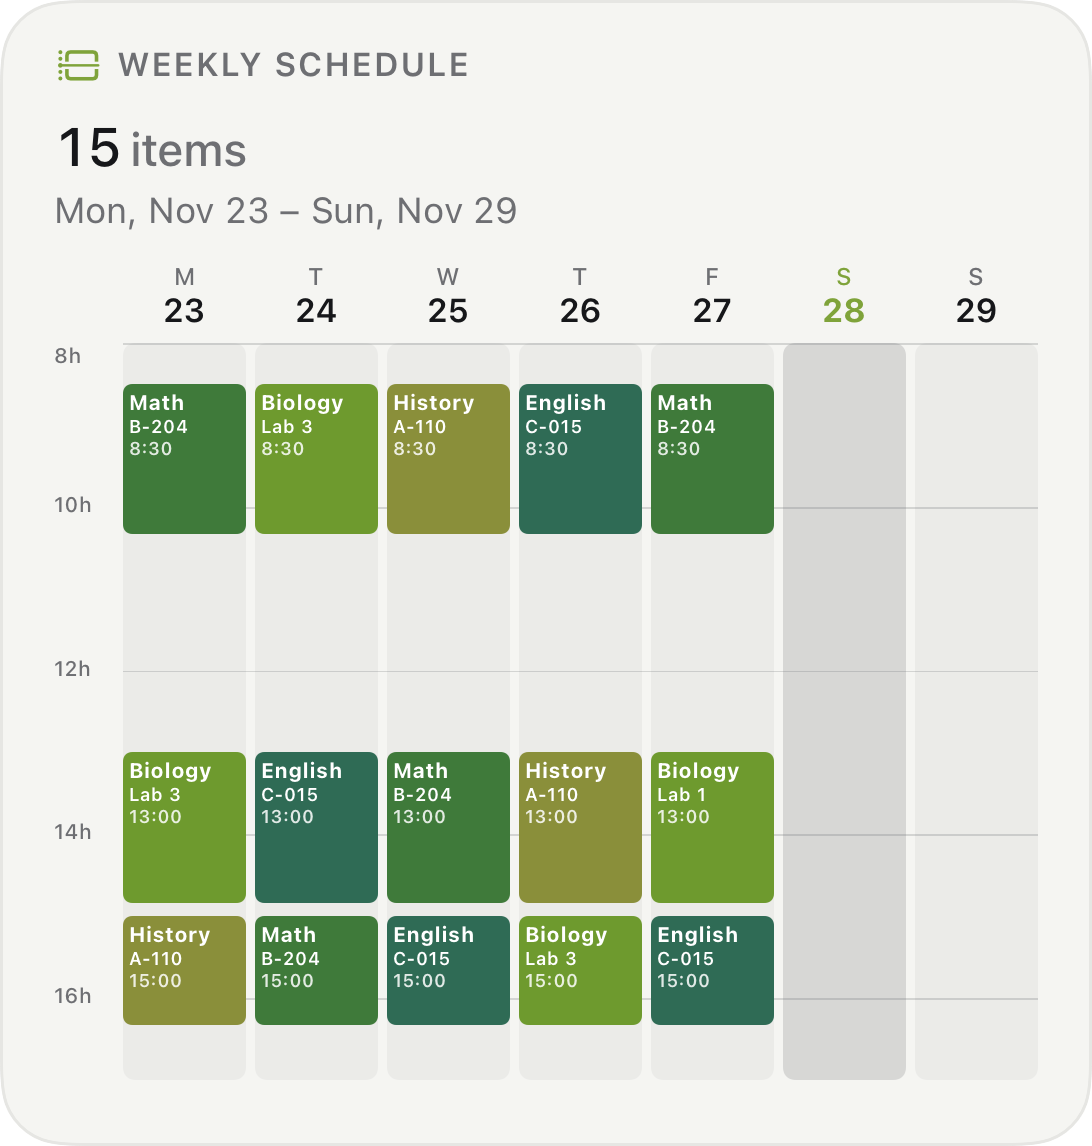 WEEKLY SCHEDULE
15 items
Mon, Nov 23 – Sun, Nov 29
M T W T F S S
23 24 25 26 27 28 29
8h
Math
B-204
8:30
Biology
Lab 3
8:30
History
A-110
8:30
English
C-015
8:30
Math
B-204
8:30
10h
12h
Biology
Lab 3
13:00
English
C-015
13:00
Math
B-204
13:00
History
A-110
13:00
Biology
Lab 1
13:00
14h
History
A-110
15:00
Math
B-204
15:00
English
C-015
15:00
Biology
Lab 3
15:00
English
C-015
15:00
16h